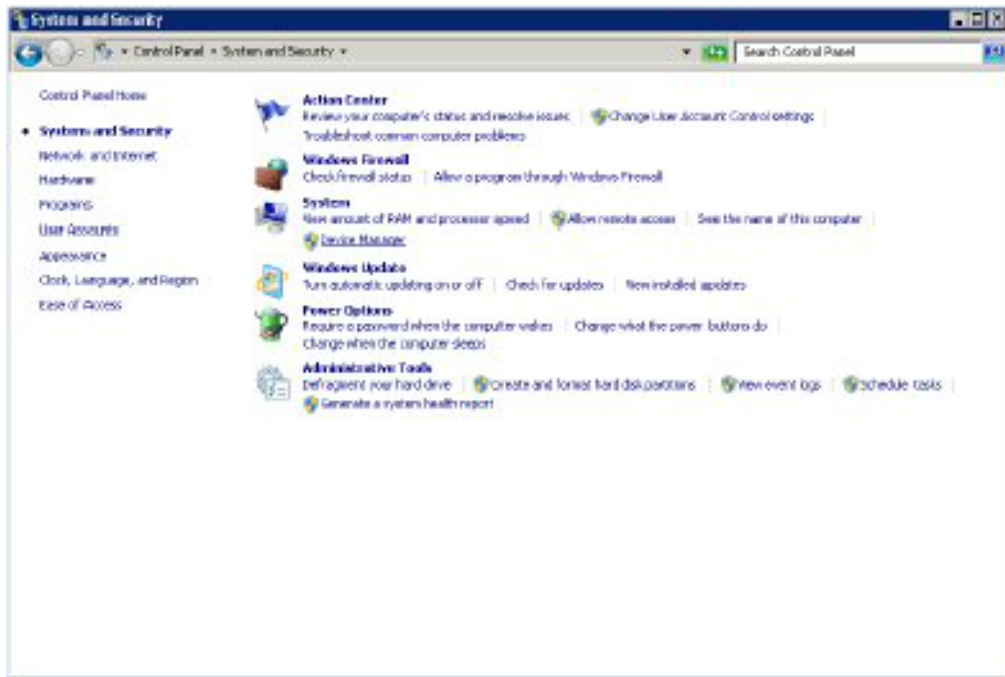 System and Security
Control Panel
System and Security
Search Control Panel
Control Panel Home
System and Security
Network and Internet
Hardware
Programs
User Accounts
Appearance
Clock, Language, and Region
Ease of Access
Action Center
Review your computer's status and resolve issues
Change User Account Control settings
Troubleshoot common computer problems
Windows Firewall
Check firewall status
Allow a program through Windows Firewall
System
View amount of RAM and processor speed
Allow remote access
See the name of this computer
Device Manager
Windows Update
Turn automatic updating on or off
Check for updates
View installed updates
Power Options
Require a password when the computer wakes
Change what the power buttons do
Change when the computer sleeps
Administrative Tools
Defragment your hard drive
Create and format hard disk partitions
View event logs
Schedule tasks
Generate a system health report